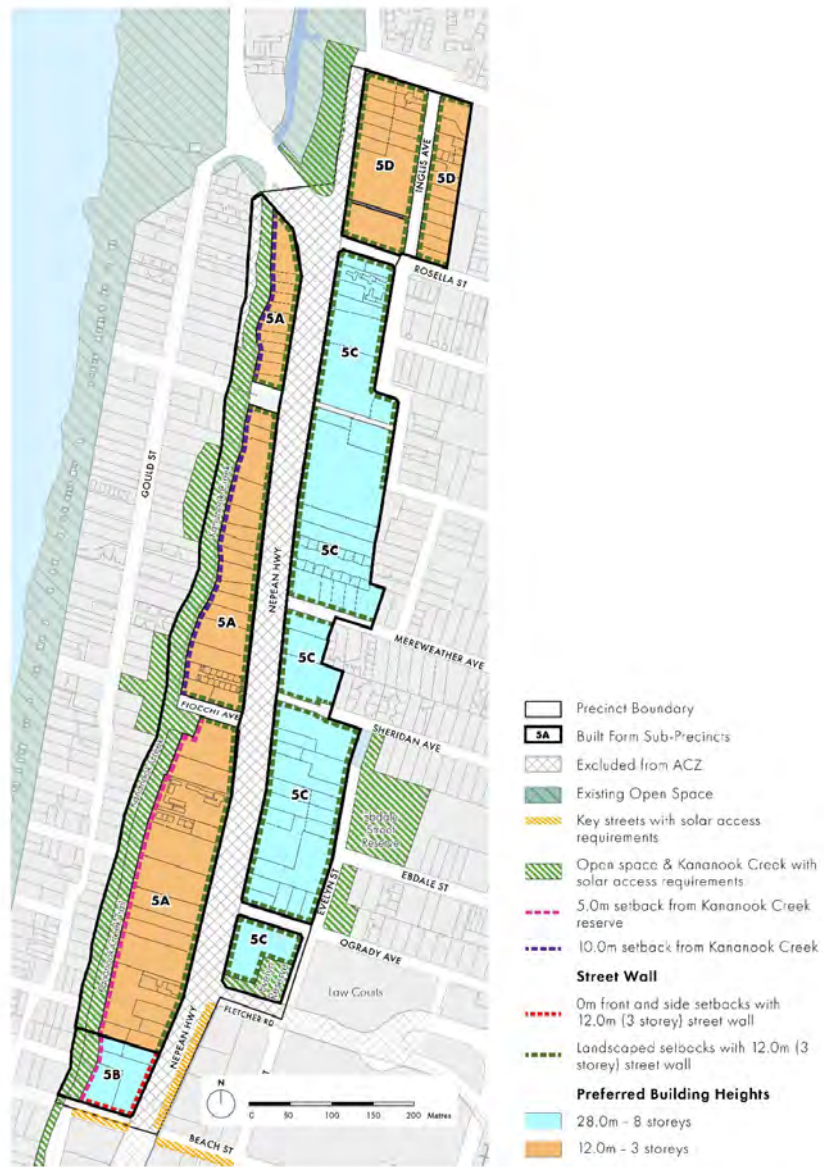 5D
5D
INGLIS AVE
ROSELLA ST
5A
5C
GOULD ST
NEPEAN HWY
5C
5A
MEREWEATHER AVE
5C
FIOCCHI AVE
SHERIDAN AVE
5C
Ebdale
Street
Reserve
5A
EBDALE ST
EVELYN ST
5C
OGRADY AVE
Law Courts
FLETCHER RD
NEPEAN HWY
5B
N
0 50 100 150 200 Metres
BEACH ST
Precinct Boundary
5A Built Form Sub-Precincts
Excluded from ACZ
Existing Open Space
Key streets with solar access
requirements
Open space & Kananook Creek with
solar access requirements
5.0m setback from Kananook Creek
reserve
10.0m setback from Kananook Creek
Street Wall
0m front and side setbacks with
12.0m (3 storey) street wall
Landscaped setbacks with 12.0m (3
storey) street wall
Preferred Building Heights
28.0m - 8 storeys
12.0m - 3 storeys